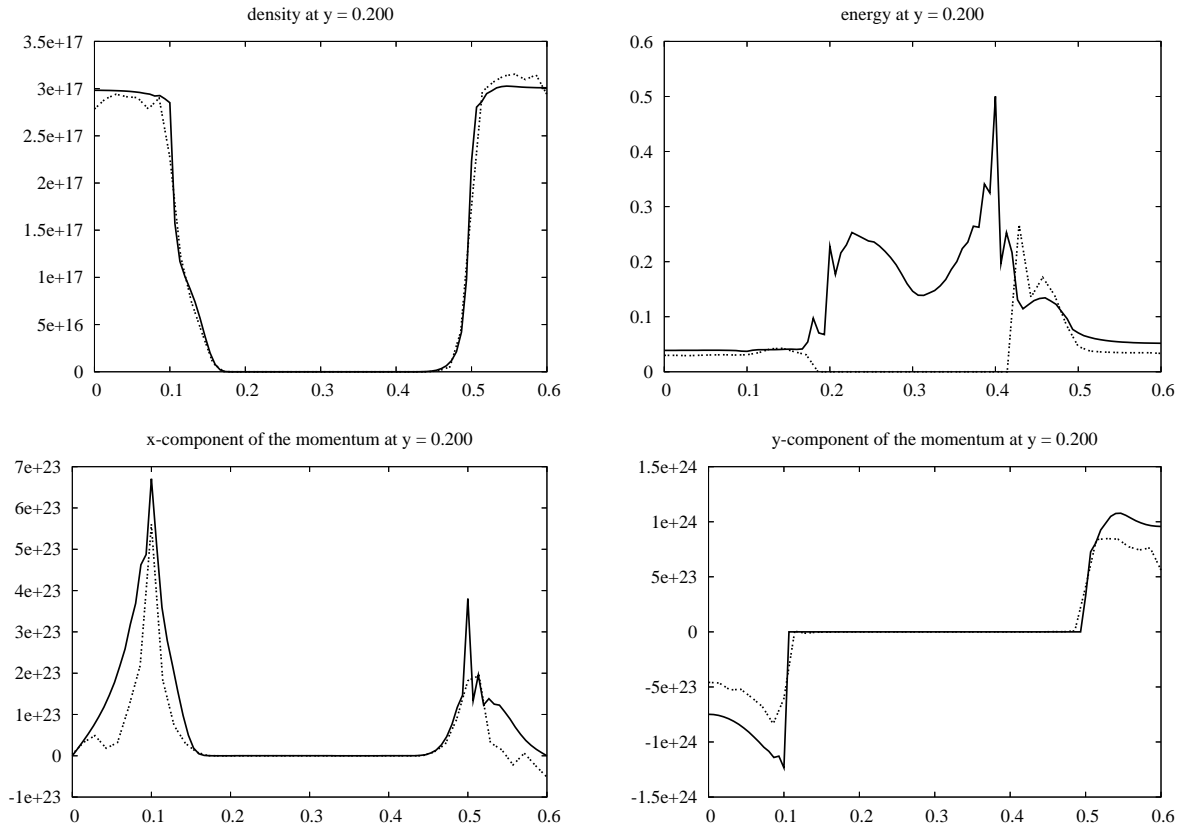 density at y = 0.200
3.5e+17
3e+17
2.5e+17
2e+17
1.5e+17
1e+17
5e+16
0
0 0.1 0.2 0.3 0.4 0.5 0.6
energy at y = 0.200
0.6
0.5
0.4
0.3
0.2
0.1
0
0 0.1 0.2 0.3 0.4 0.5 0.6
x-component of the momentum at y = 0.200
7e+23
6e+23
5e+23
4e+23
3e+23
2e+23
1e+23
0
-1e+23
0 0.1 0.2 0.3 0.4 0.5 0.6
y-component of the momentum at y = 0.200
1.5e+24
1e+24
5e+23
0
-5e+23
-1e+24
-1.5e+24
0 0.1 0.2 0.3 0.4 0.5 0.6